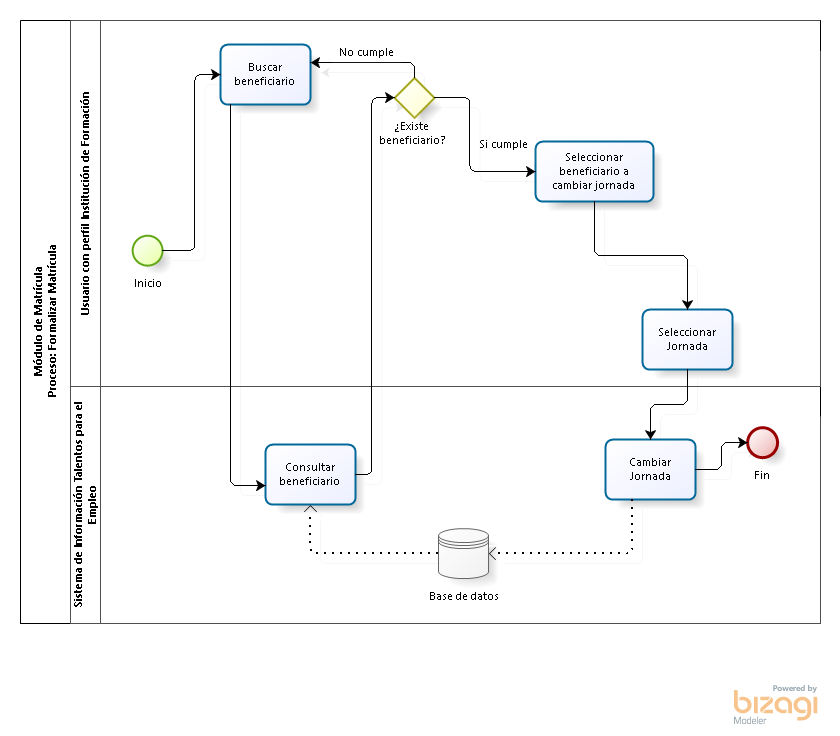 Módulo de Matrícula
Proceso: Formalizar Matrícula
Usuario con perfil Institución de Formación
Buscar
beneficiario
No cumple
¿Existe
beneficiario?
Si cumple
Seleccionar
beneficiario a
cambiar jornada
Inicio
Seleccionar
Jornada
Sistema de Información Talentos para el
Empleo
Consultar
beneficiario
Cambiar
Jornada
Fin
Base de datos
Powered by
bizagi
Modeler